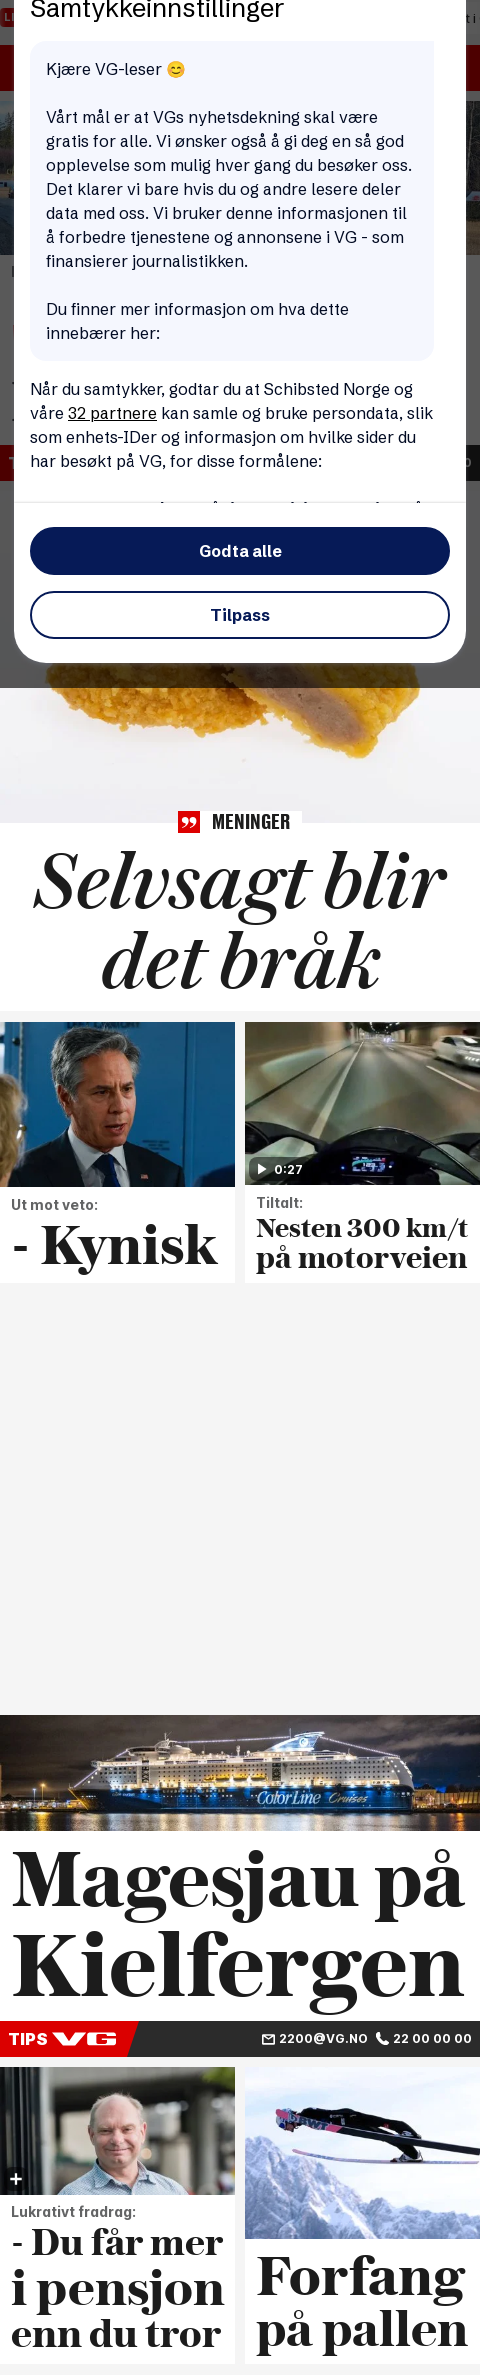 Samtykkeinnstillinger
Kjære VG-leser 😊
Vårt mål er at VGs nyhetsdekning skal være
gratis for alle. Vi ønsker også å gi deg en så god
opplevelse som mulig hver gang du besøker oss.
Det klarer vi bare hvis du og andre lesere deler
data med oss. Vi bruker denne informasjonen til
å forbedre tjenestene og annonsene i VG - som
finansierer journalistikken.
Du finner mer informasjon om hva dette
innebærer her:
Når du samtykker, godtar du at Schibsted Norge og
våre 32 partnere kan samle og bruke persondata, slik
som enhets-IDer og informasjon om hvilke sider du
har besøkt på VG, for disse formålene:
Godta alle
Tilpass
MENINGER
Selvsagt blir
det bråk
Ut mot veto:
- Kynisk
0:27
Tiltalt:
Nesten 300 km/t
på motorveien
Color Line Cruises
Magesjau på
Kielfergen
TIPS VG 2200@VG.NO 22 00 00 00
Lukrativt fradrag:
- Du får mer
i pensjon
enn du tror
Forfang
på pallen